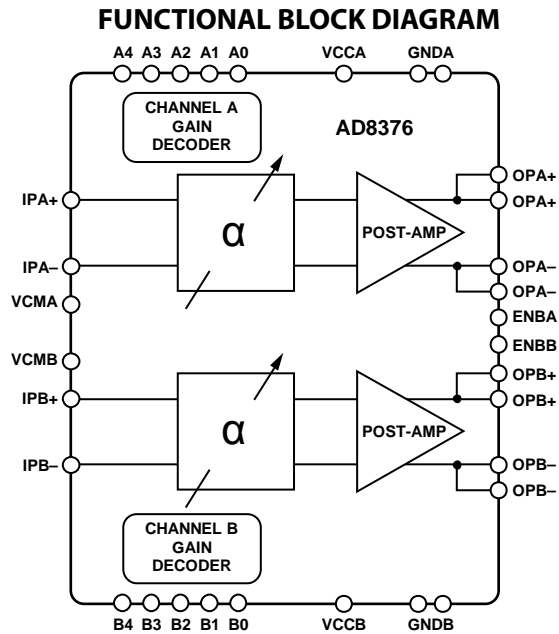 FUNCTIONAL BLOCK DIAGRAM
A4 A3 A2 A1 A0 VCCA GNDA
CHANNEL A
GAIN
DECODER
AD8376
IPA+
IPA–
VCMA
VCMB
IPB+
IPB–
α
POST-AMP
α
POST-AMP
OPA+
OPA+
OPA–
OPA–
ENBA
ENBB
OPB+
OPB+
OPB–
OPB–
CHANNEL B
GAIN
DECODER
B4 B3 B2 B1 B0 VCCB GNDB